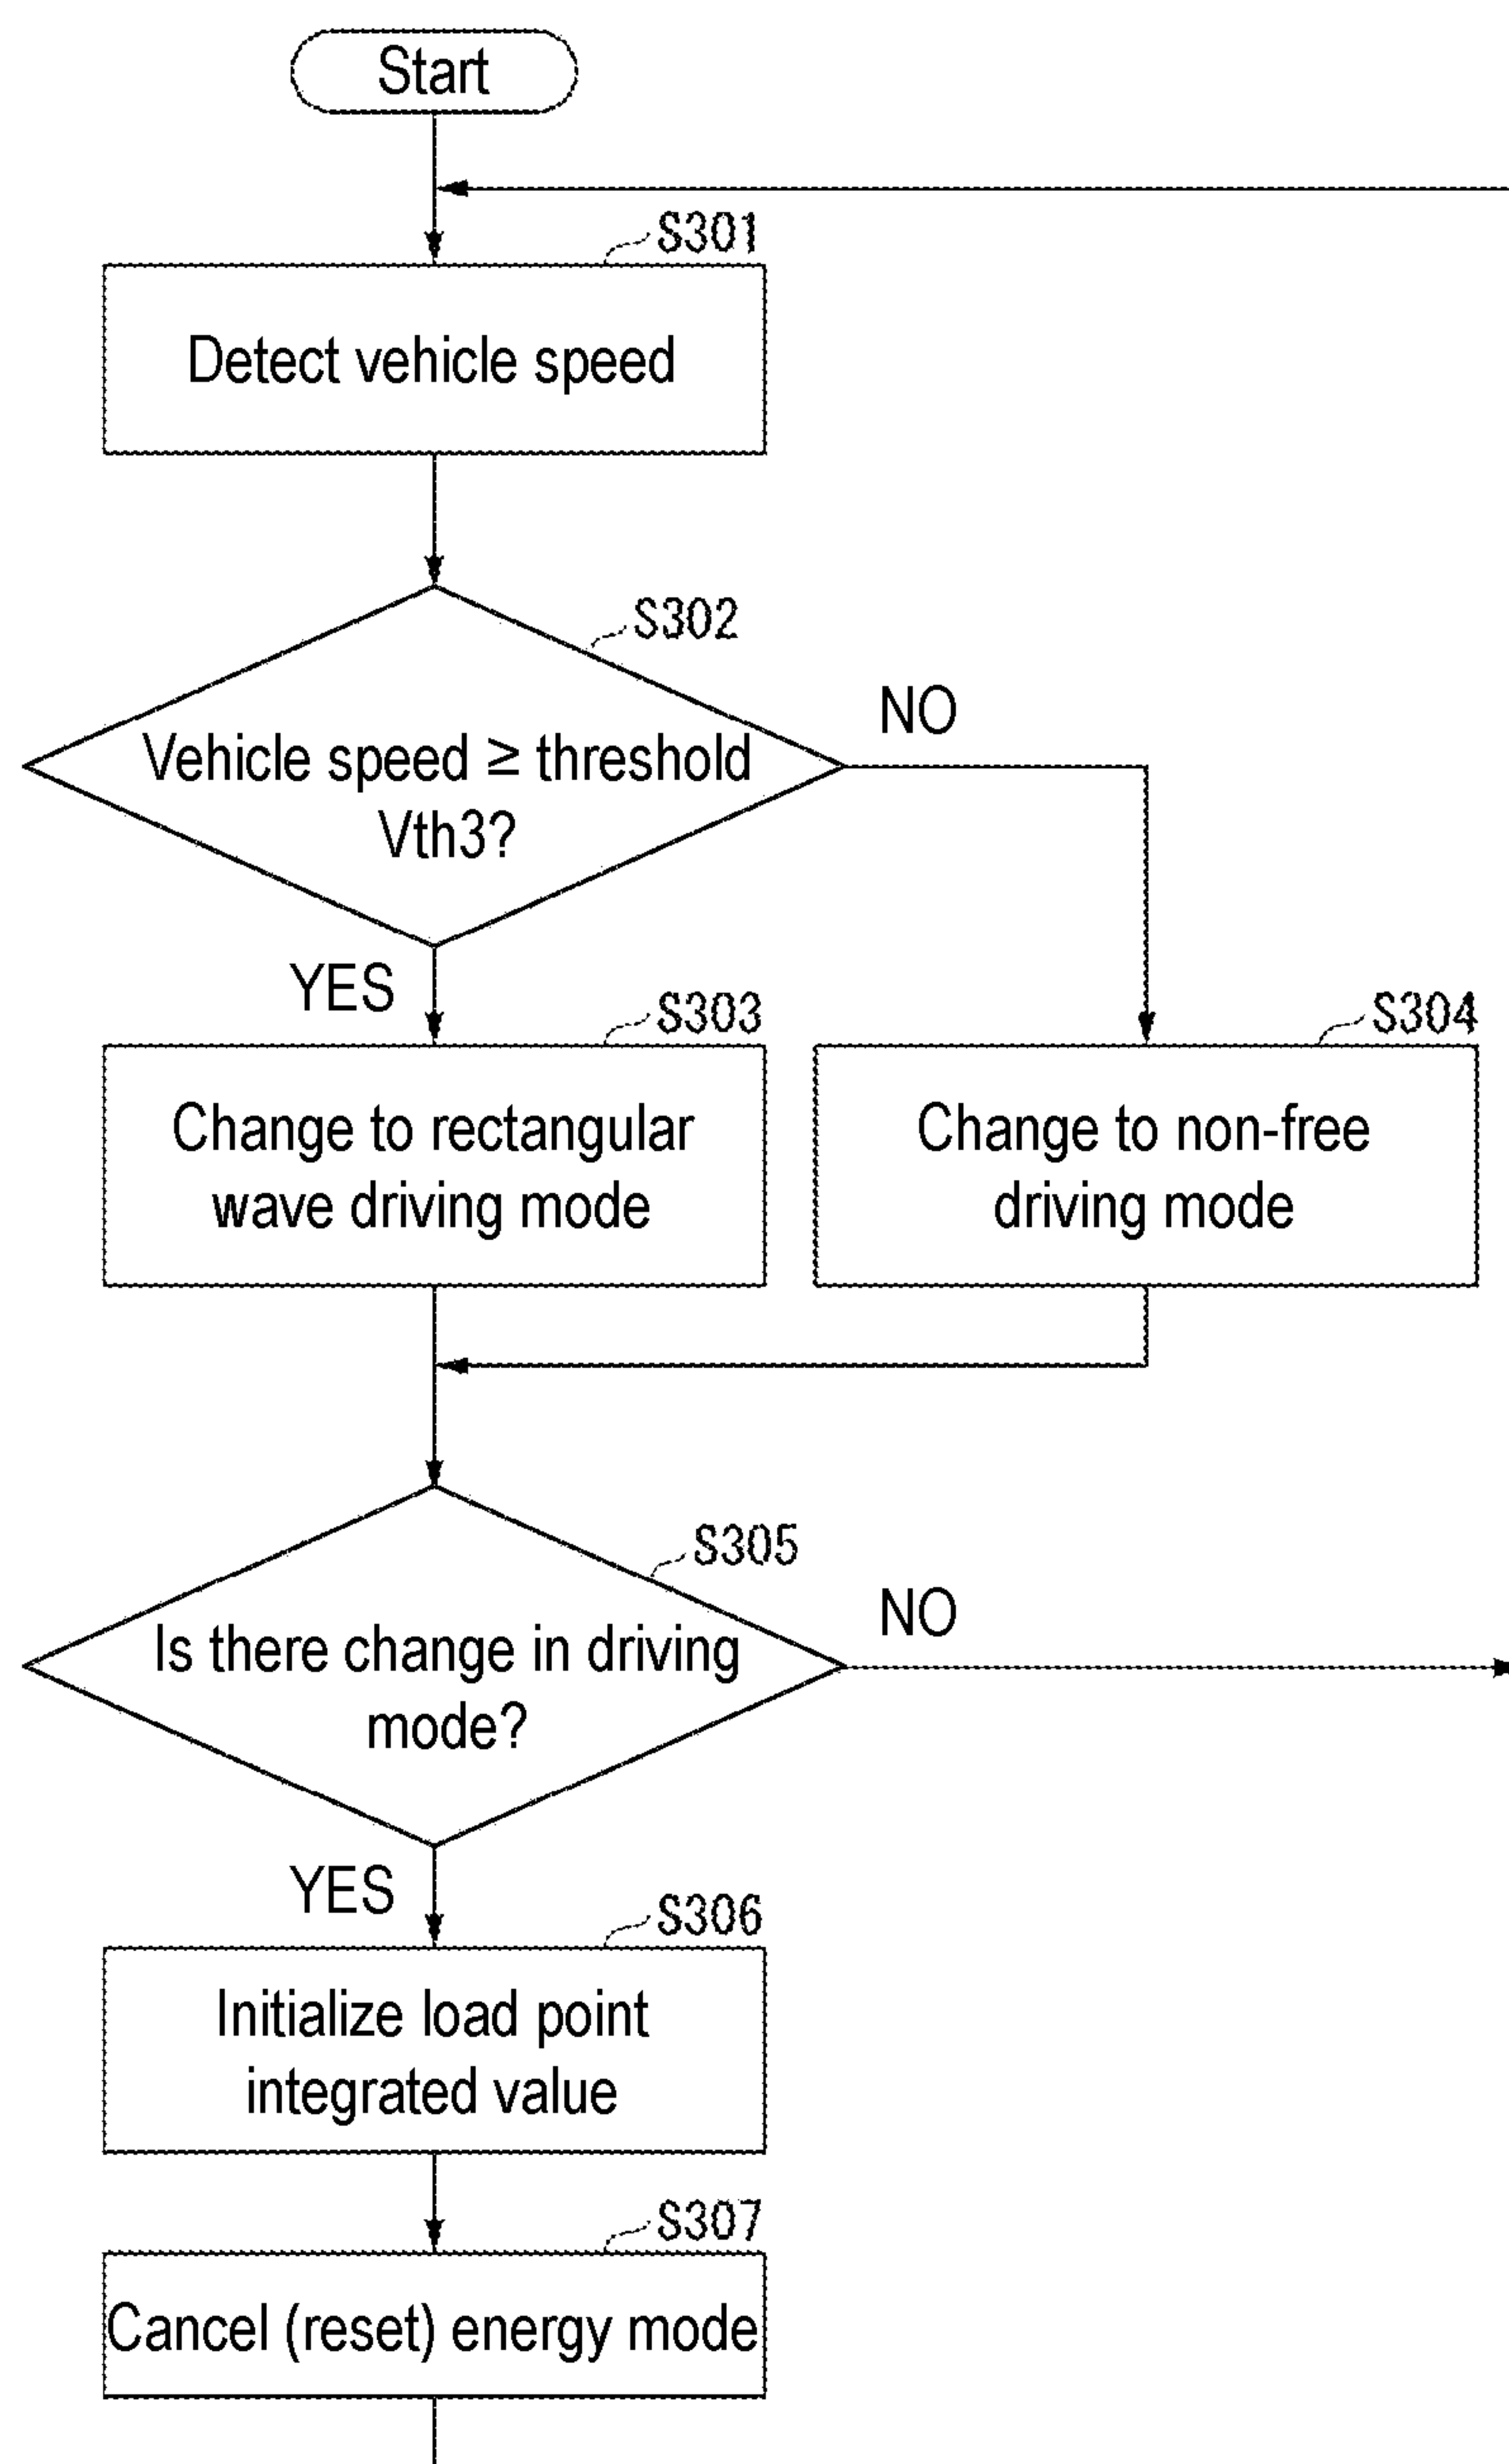 Start
S301
Detect vehicle speed
S302
Vehicle speed ≥ threshold
Vth3?
NO
YES
S303
Change to rectangular
wave driving mode
S304
Change to non-free
driving mode
S305
Is there change in driving
mode?
NO
YES
S306
Initialize load point
integrated value
S307
Cancel (reset) energy mode